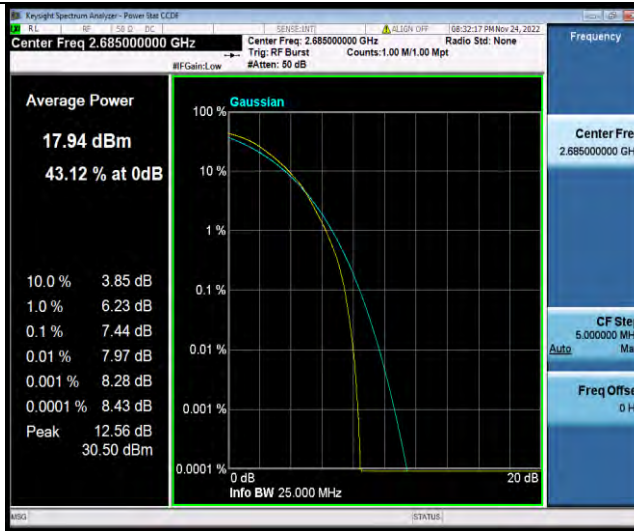 Keysight Spectrum Analyzer - Power Stat CCDF
RL RF 50 Ω DC SENSE:INT ALIGN OFF 08:32:17 PM Nov 24, 2022
Center Freq 2.685000000 GHz
Center Freq: 2.685000000 GHz Radio Std: None
Trig: RF Burst Counts:1.00 M/1.00 Mpt
#IFGain:Low #Atten: 50 dB
Frequency
Average Power
17.94 dBm
43.12 % at 0dB
10.0 % 3.85 dB
1.0 % 6.23 dB
0.1 % 7.44 dB
0.01 % 7.97 dB
0.001 % 8.28 dB
0.0001 % 8.43 dB
Peak 12.56 dB
30.50 dBm
Gaussian
100 %
10 %
1 %
0.1 %
0.01 %
0.001 %
0.0001 %
0 dB 20 dB
Info BW 25.000 MHz
Center Fre
2.685000000 GH
CF Ste
5.000000 MH
Auto Ma
Freq Offse
0 H
MSG STATUS